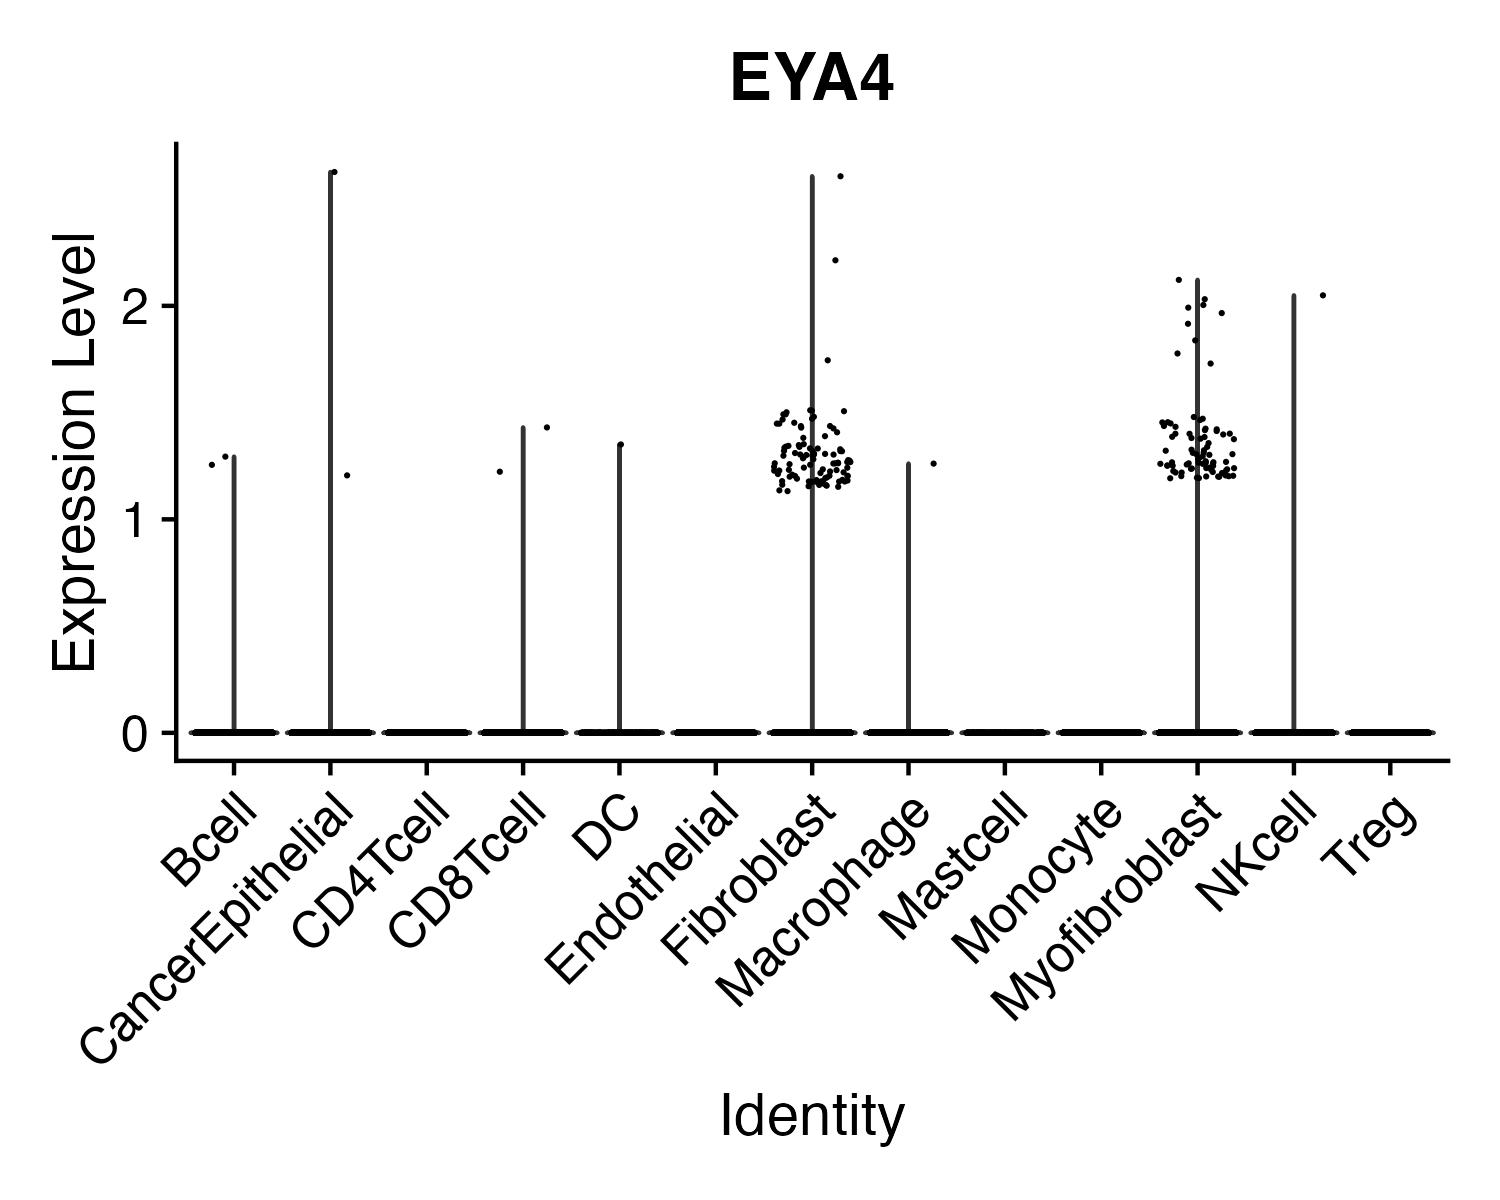 EYA4
Expression Level
2
1
0
Bcell
CancerEpithelial
CD4Tcell
CD8Tcell
DC
Endothelial
Fibroblast
Macrophage
Mastcell
Monocyte
Myofibroblast
NKcell
Treg
Identity